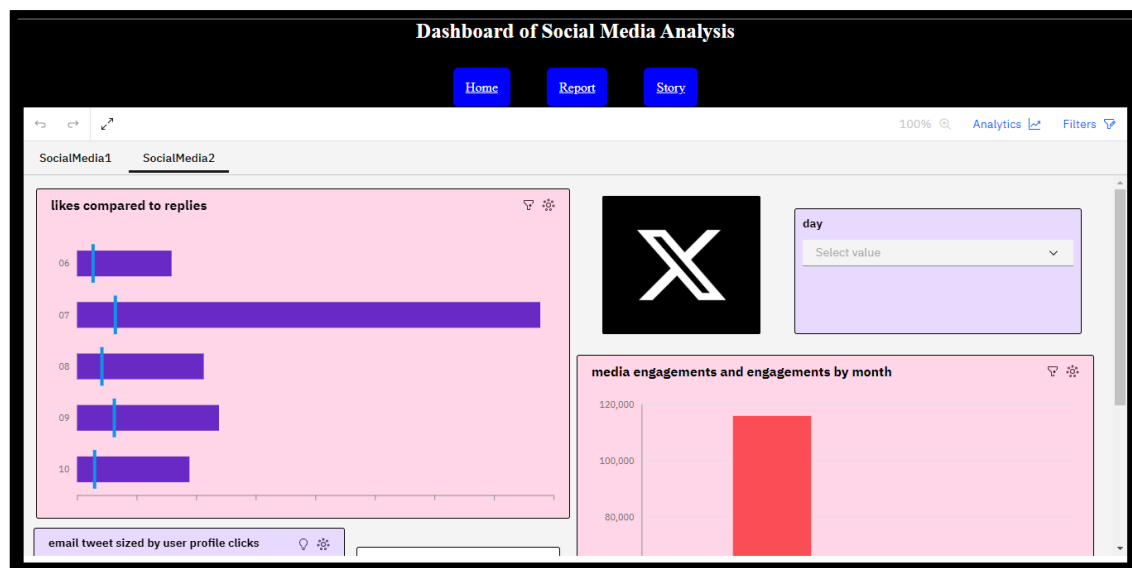 Dashboard of Social Media Analysis
Home Report Story
100% Analytics Filters
SocialMedia1 SocialMedia2
likes compared to replies
06
07
08
09
10
day
Select value
media engagements and engagements by month
120,000
100,000
80,000
email tweet sized by user profile clicks